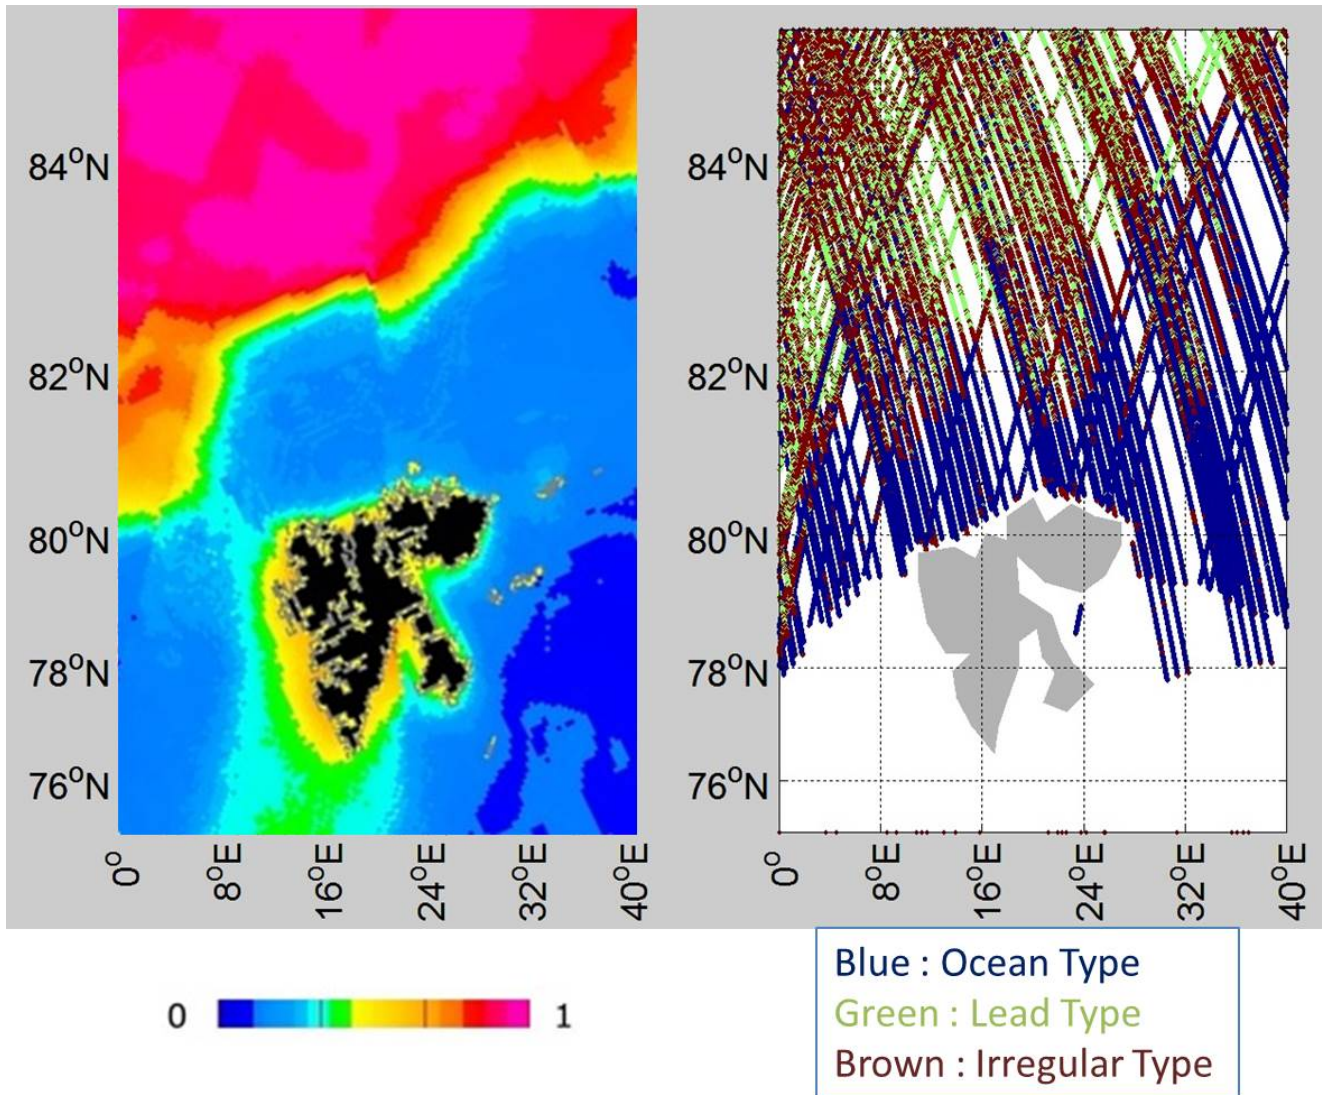 84°N
82°N
80°N
78°N
76°N
0°
8°E
16°E
24°E
32°E
40°E
84°N
82°N
80°N
78°N
76°N
0°
8°E
16°E
24°E
32°E
40°E
0 1
Blue : Ocean Type
Green : Lead Type
Brown : Irregular Type